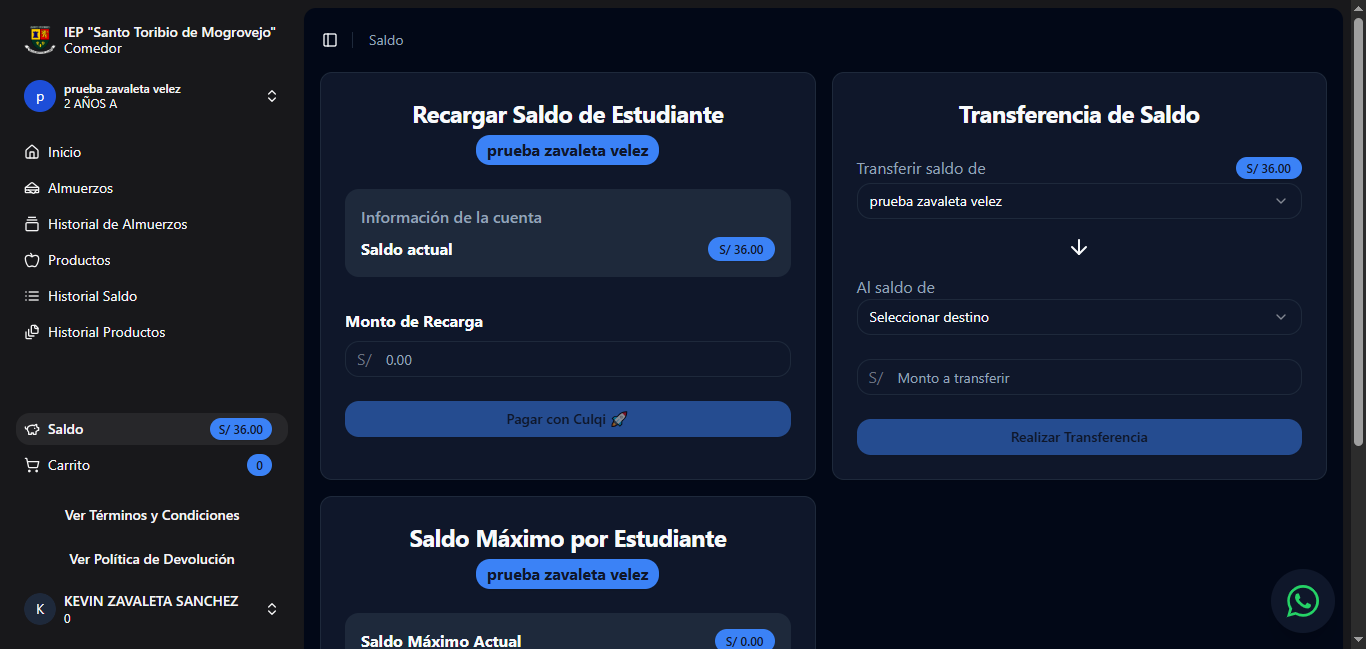 IEP "Santo Toribio de Mogrovejo"
Comedor
p
prueba zavaleta velez
2 AÑOS A
Inicio
Almuerzos
Historial de Almuerzos
Productos
Historial Saldo
Historial Productos
Saldo
S/ 36.00
Carrito
0
Ver Términos y Condiciones
Ver Política de Devolución
K
KEVIN ZAVALETA SANCHEZ
0
Saldo
Recargar Saldo de Estudiante
prueba zavaleta velez
Información de la cuenta
Saldo actual
S/ 36.00
Monto de Recarga
S/ 0.00
Pagar con Culqi 🚀
Transferencia de Saldo
Transferir saldo de
S/ 36.00
prueba zavaleta velez
Al saldo de
Seleccionar destino
S/ Monto a transferir
Realizar Transferencia
Saldo Máximo por Estudiante
prueba zavaleta velez
Saldo Máximo Actual
S/ 0.00